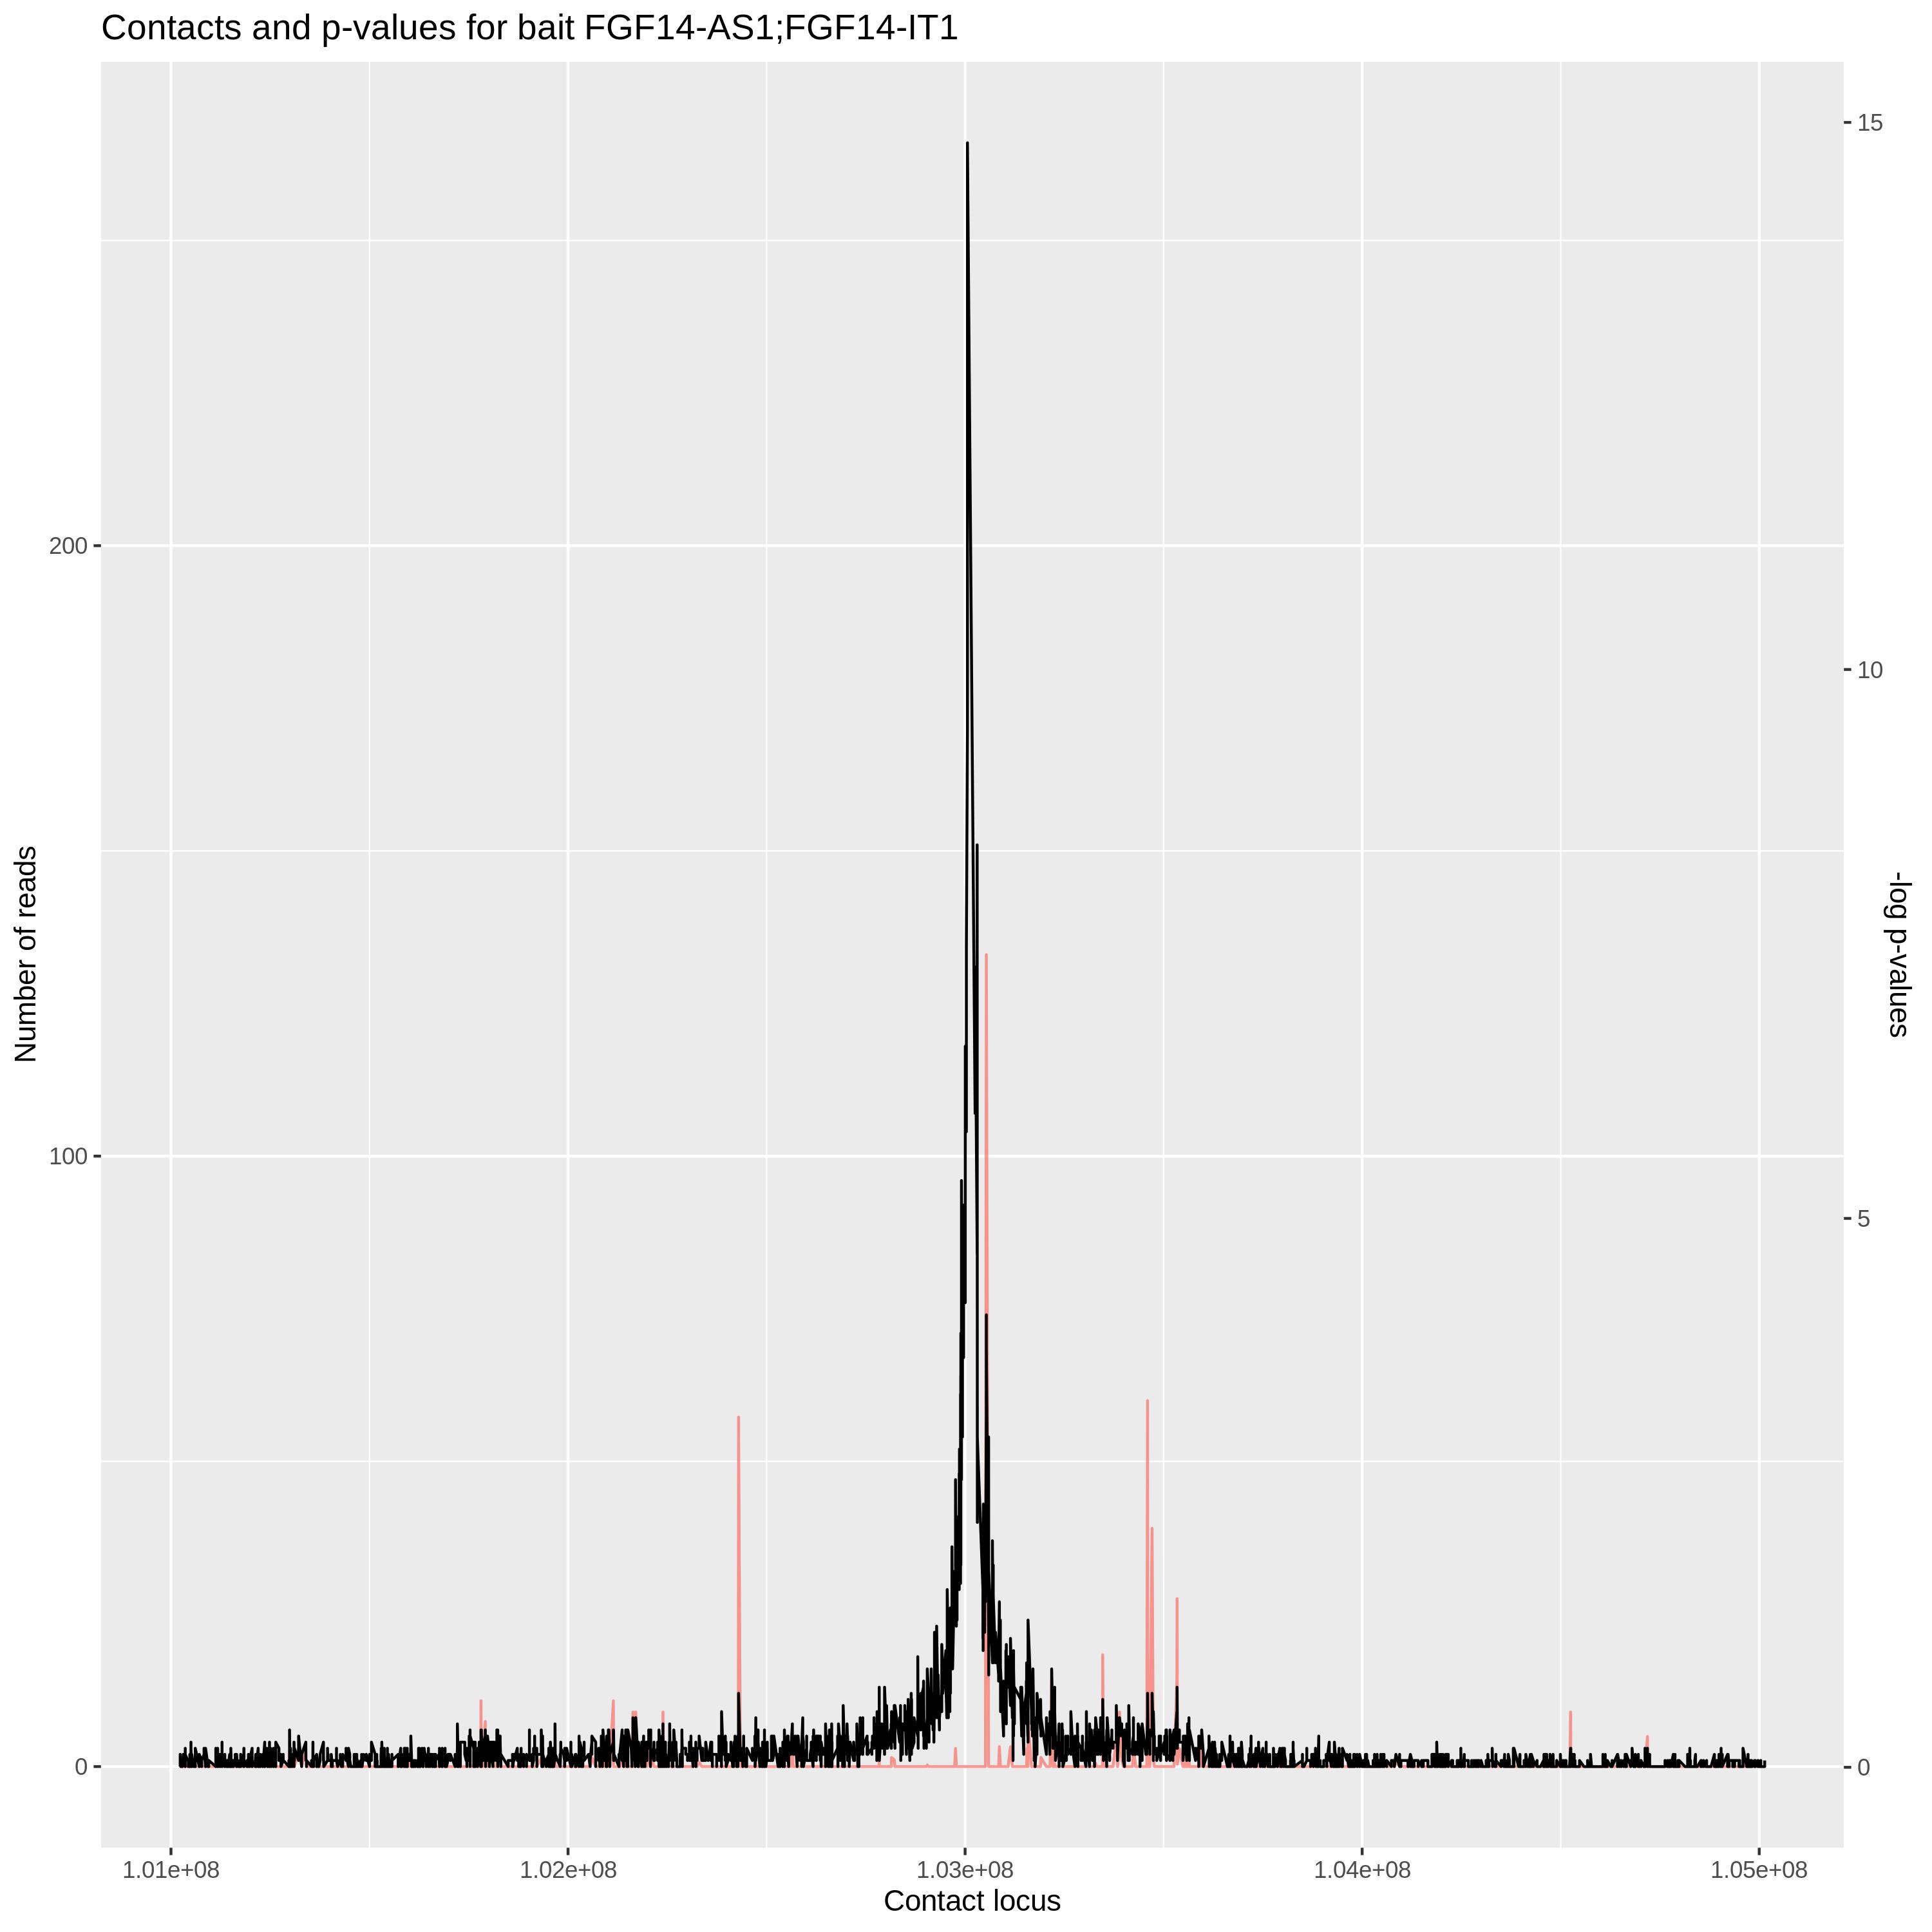 Contacts and p-values for bait FGF14-AS1;FGF14-IT1
15
200
10
Number of reads
-log p-values
100
5
0
0
1.01e+08
1.02e+08
1.03e+08
1.04e+08
1.05e+08
Contact locus